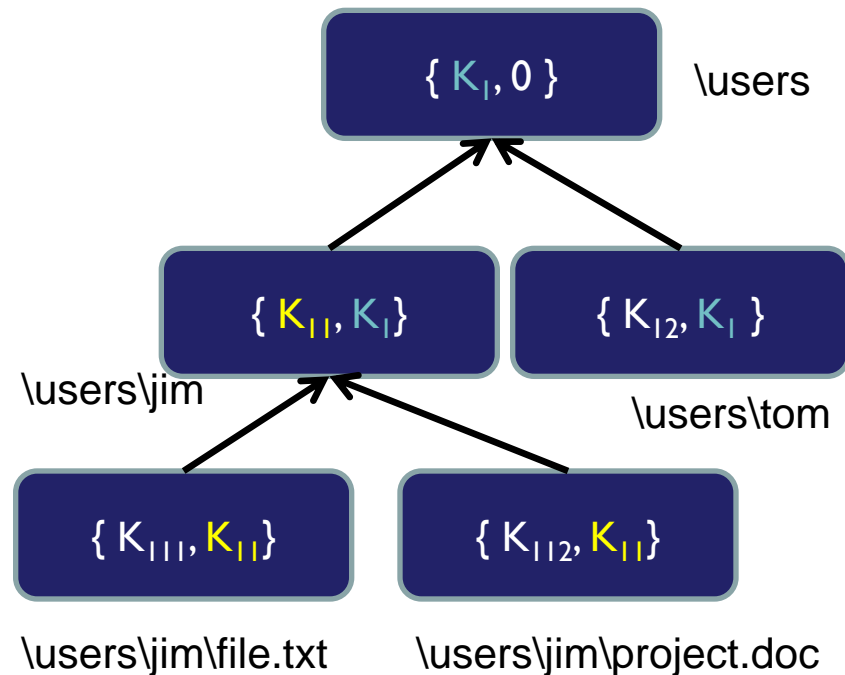 { K₁, 0 }
\users
{ K₁₁, K₁}
{ K₁₂, K₁ }
\users\jim
\users\tom
{ K₁₁₁, K₁₁}
{ K₁₁₂, K₁₁}
\users\jim\file.txt
\users\jim\project.doc